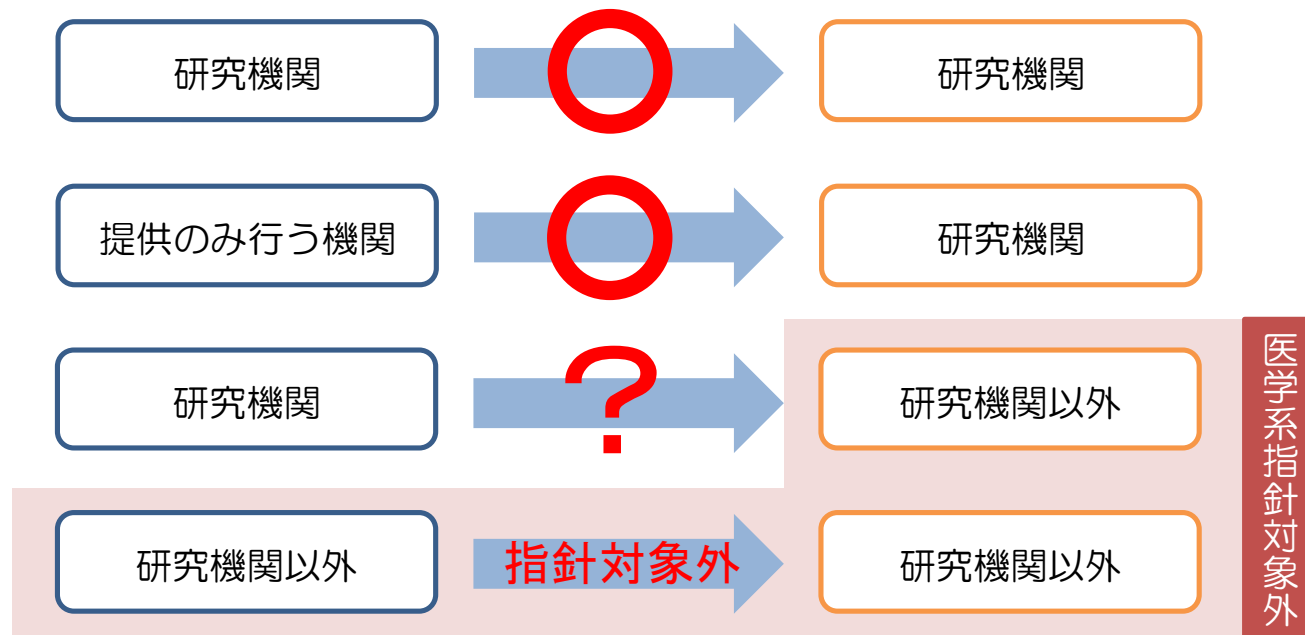 研究機関
研究機関
提供のみ行う機関
研究機関
研究機関
?
研究機関以外
研究機関以外
指針対象外
研究機関以外
医学系指針対象外